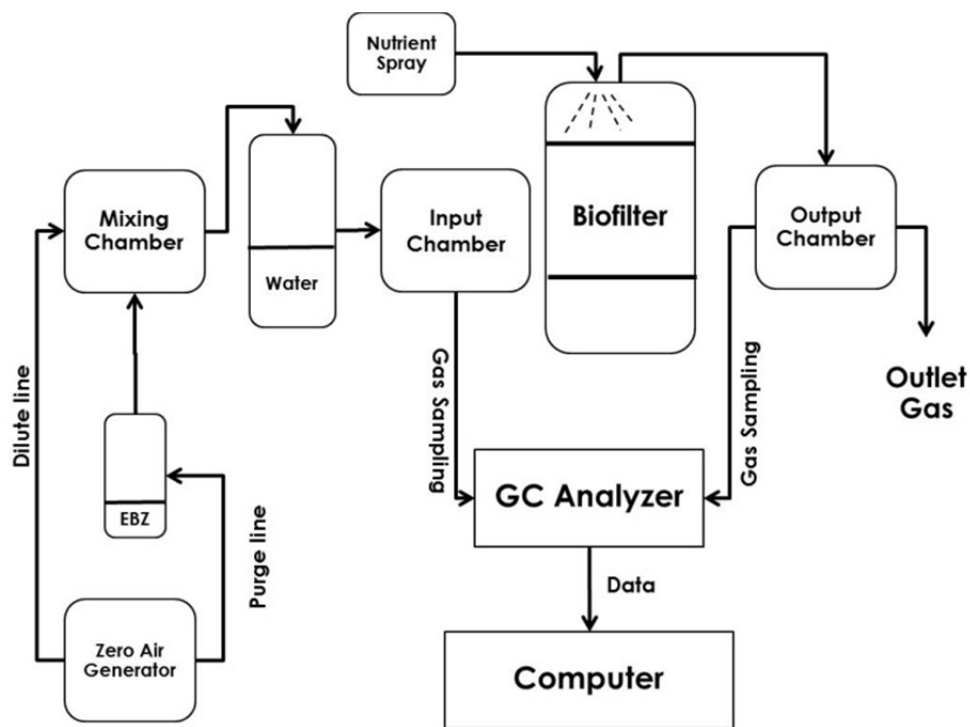 Nutrient
Spray
Mixing
Chamber
Water
Input
Chamber
Biofilter
Output
Chamber
Dilute line
EBZ
Purge line
Zero Air
Generator
Gas Sampling
GC Analyzer
Gas Sampling
Outlet
Gas
Data
Computer